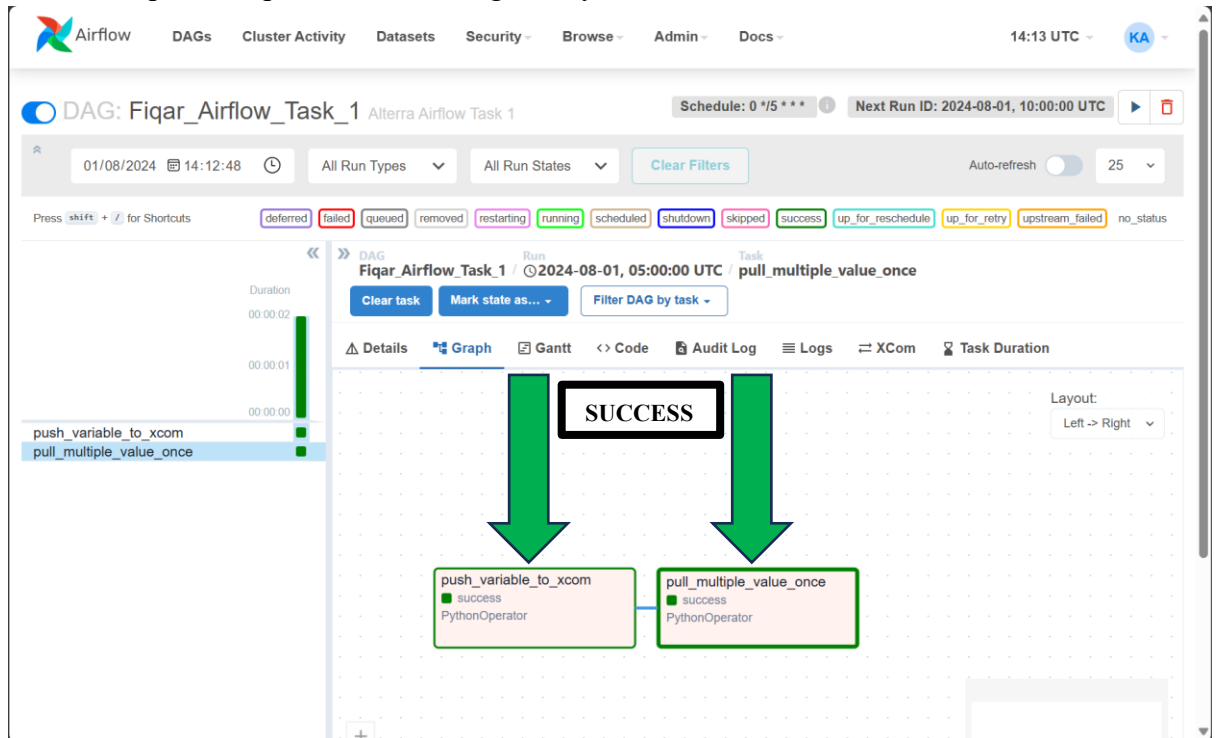 Airflow DAGs Cluster Activity Datasets Security Browse Admin Docs 14:13 UTC KA
DAG: Fiqar_Airflow_Task_1 Alterra Airflow Task 1 Schedule: 0 */5 * * * Next Run ID: 2024-08-01, 10:00:00 UTC
01/08/2024 14:12:48 All Run Types All Run States Clear Filters Auto-refresh 25
Press shift + / for Shortcuts deferred failed queued removed restarting running scheduled shutdown skipped success up_for_reschedule up_for_retry upstream_failed no_status
DAG Run Task
Fiqar_Airflow_Task_1 / 2024-08-01, 05:00:00 UTC / pull_multiple_value_once
Clear task Mark state as... Filter DAG by task
Details Graph Gantt Code Audit Log Logs XCom Task Duration
Duration
00:00:02
00:00:01
00:00:00
push_variable_to_xcom
pull_multiple_value_once
SUCCESS
Layout:
Left -> Right
push_variable_to_xcom
success
PythonOperator
pull_multiple_value_once
success
PythonOperator